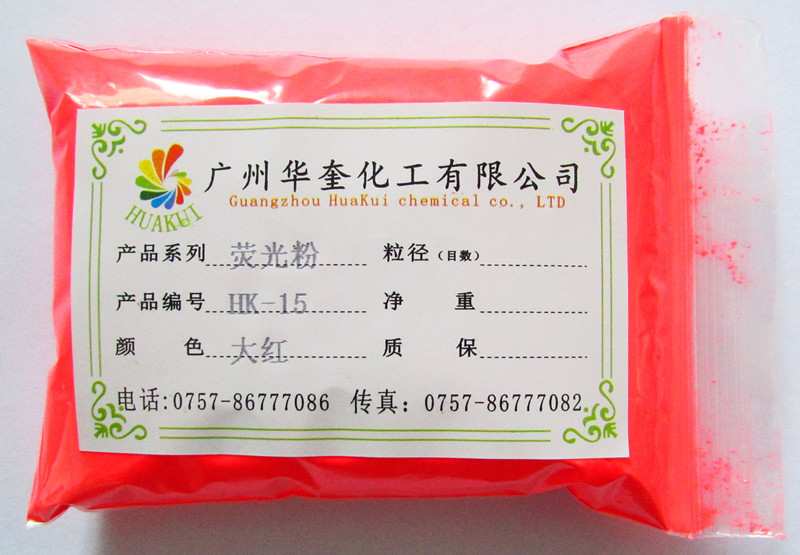 HUAKUI
广州华奎化工有限公司
Guangzhou HuaKui chemical co., LTD
产品系列 荧光粉 粒径（目数）
产品编号 HK-15 净 重
颜 色 大红 质 保
电话:0757-86777086 传真：0757-86777082